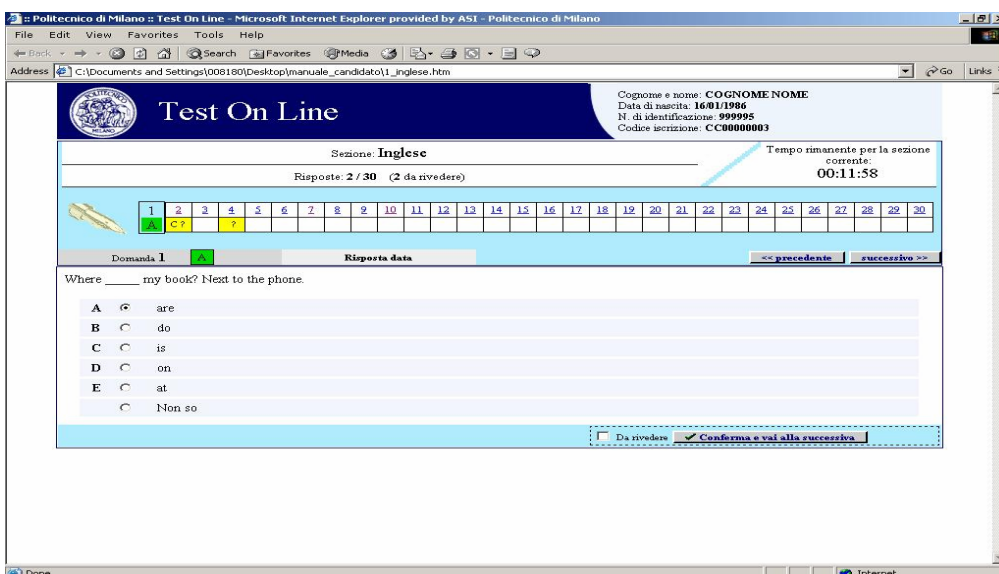 :: Politecnico di Milano :: Test On Line - Microsoft Internet Explorer provided by ASI - Politecnico di Milano
File Edit View Favorites Tools Help
Back Search Favorites Media
Address C:\Documents and Settings\008180\Desktop\manuale_candidato\1_inglese.htm Go Links
POLITECNICO MILANO
Test On Line
Cognome e nome: COGNOME NOME
Data di nascita: 16/01/1986
N. di identificazione: 999995
Codice iscrizione: CC00000003
Sezione: Inglese
Risposte: 2 / 30 (2 da rivedere)
Tempo rimanente per la sezione
corrente:
00:11:58
1 2 3 4 5 6 7 8 9 10 11 12 13 14 15 16 17 18 19 20 21 22 23 24 25 26 27 28 29 30
A C ? ?
Domanda 1 A Risposta data << precedente successivo >>
Where _____ my book? Next to the phone.
A are
B do
C is
D on
E at
Non so
Da rivedere Conferma e vai alla successiva
Done Internet